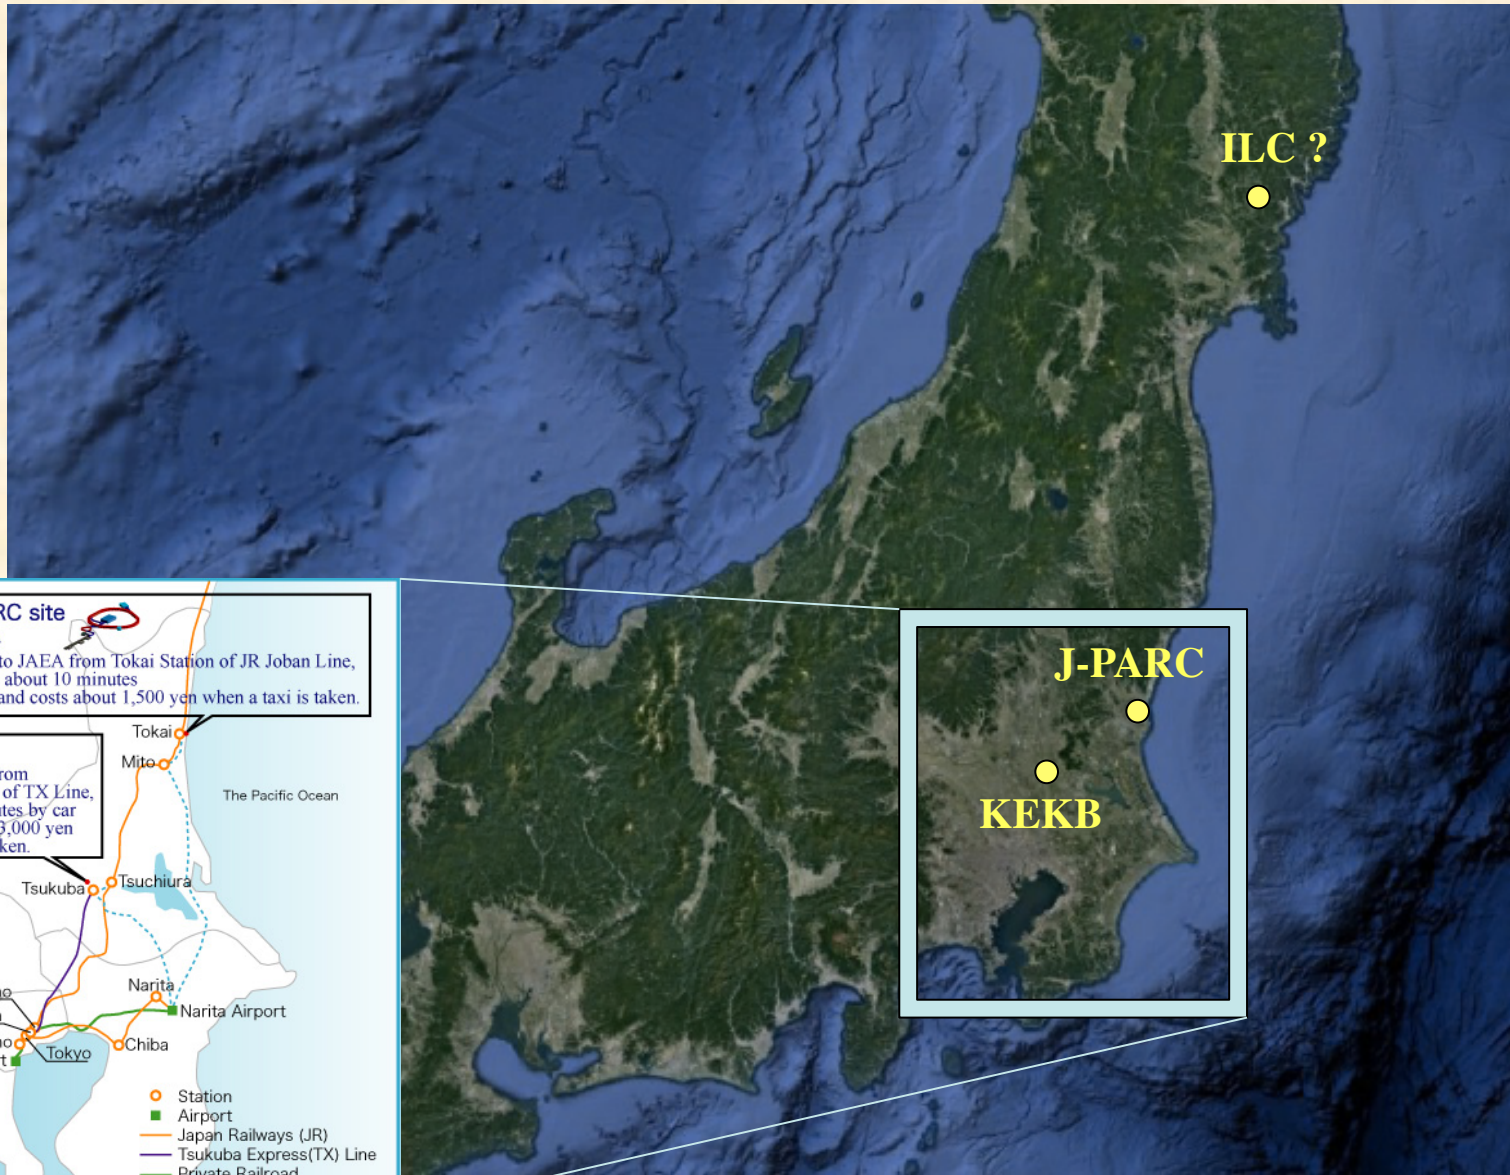 ILC ?
J-PARC
KEKB
RC site
to JAEA from Tokai Station of JR Joban Line,
about 10 minutes
and costs about 1,500 yen when a taxi is taken.
Tokai
Mito
The Pacific Ocean
of TX Line,
by car
3,000 yen
Tsukuba
Tsuchiura
Narita
Narita Airport
Chiba
Tokyo
Station
Airport
Japan Railways (JR)
Tsukuba Express(TX) Line
Private Railroad